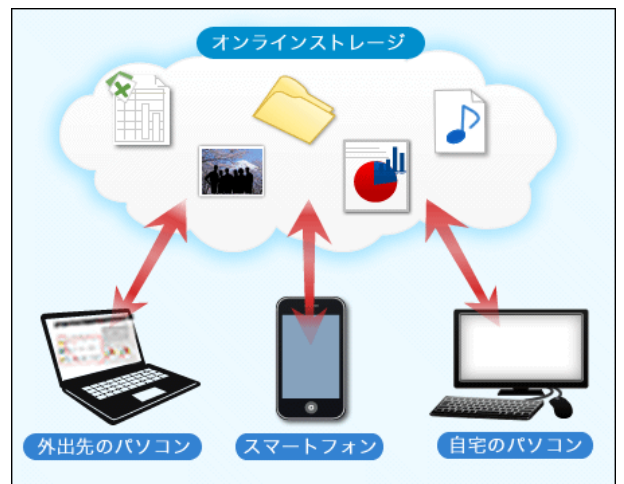 オンラインストレージ
外出先のパソコン
スマートフォン
自宅のパソコン